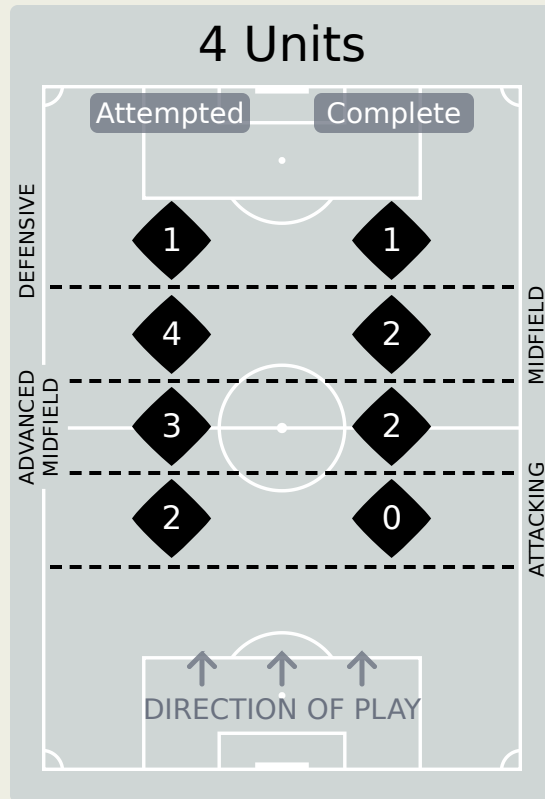 4 Units
Attempted
Complete
DEFENSIVE
1
1
MIDFIELD
4
2
ADVANCED
MIDFIELD
3
2
ATTACKING
2
0
DIRECTION OF PLAY